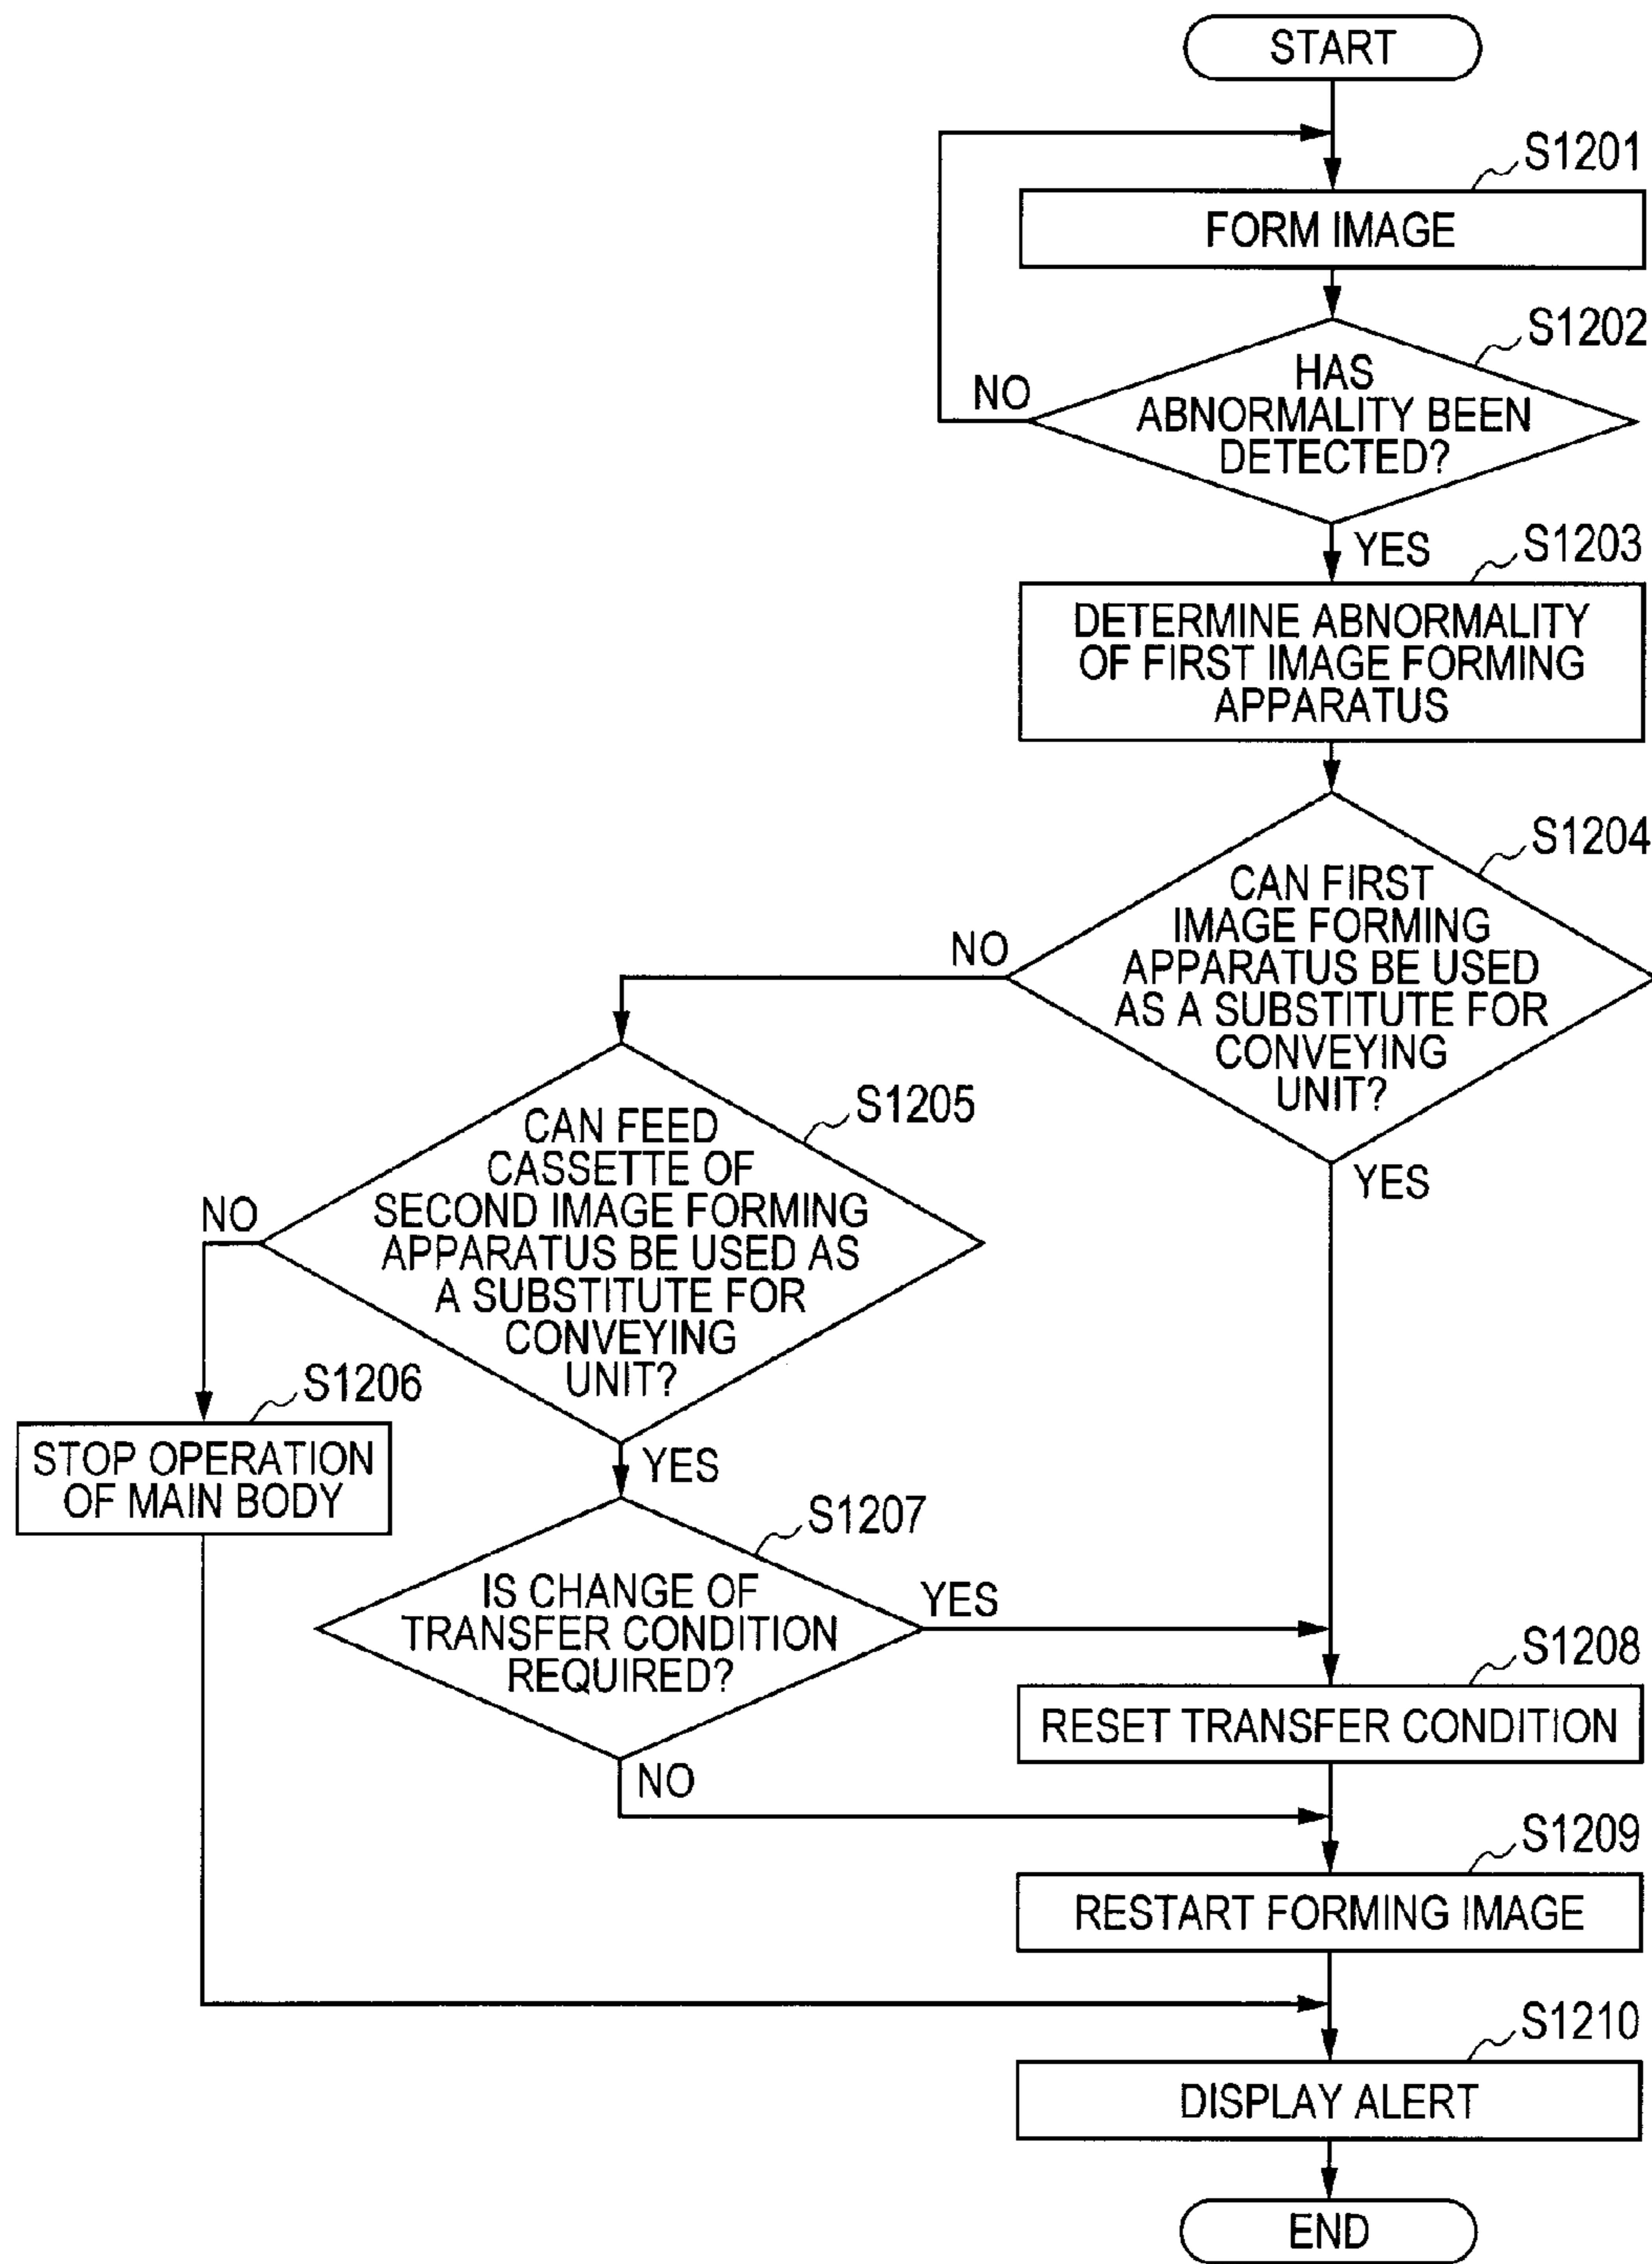 START
S1201
FORM IMAGE
S1202
HAS
ABNORMALITY BEEN
DETECTED?
NO
YES
S1203
DETERMINE ABNORMALITY
OF FIRST IMAGE FORMING
APPARATUS
S1204
CAN FIRST
IMAGE FORMING
APPARATUS BE USED
AS A SUBSTITUTE FOR
CONVEYING
UNIT?
NO
YES
S1205
CAN FEED
CASSETTE OF
SECOND IMAGE FORMING
APPARATUS BE USED AS
A SUBSTITUTE FOR
CONVEYING
UNIT?
NO
YES
S1206
STOP OPERATION
OF MAIN BODY
S1207
IS CHANGE OF
TRANSFER CONDITION
REQUIRED?
YES
NO
S1208
RESET TRANSFER CONDITION
S1209
RESTART FORMING IMAGE
S1210
DISPLAY ALERT
END